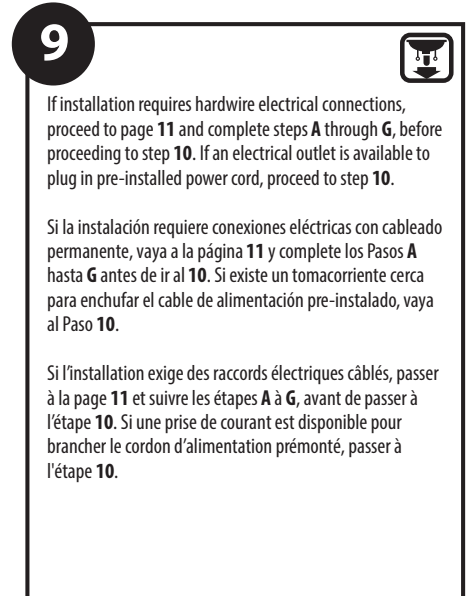 9
If installation requires hardwire electrical connections,
proceed to page 11 and complete steps A through G, before
proceeding to step 10. If an electrical outlet is available to
plug in pre-installed power cord, proceed to step 10.
Si la instalación requiere conexiones eléctricas con cableado
permanente, vaya a la página 11 y complete los Pasos A
hasta G antes de ir al 10. Si existe un tomacorriente cerca
para enchufar el cable de alimentación pre-instalado, vaya
al Paso 10.
Si l’installation exige des raccords électriques câblés, passer
à la page 11 et suivre les étapes A à G, avant de passer à
l’étape 10. Si une prise de courant est disponible pour
brancher le cordon d’alimentation prémonté, passer à
l'étape 10.